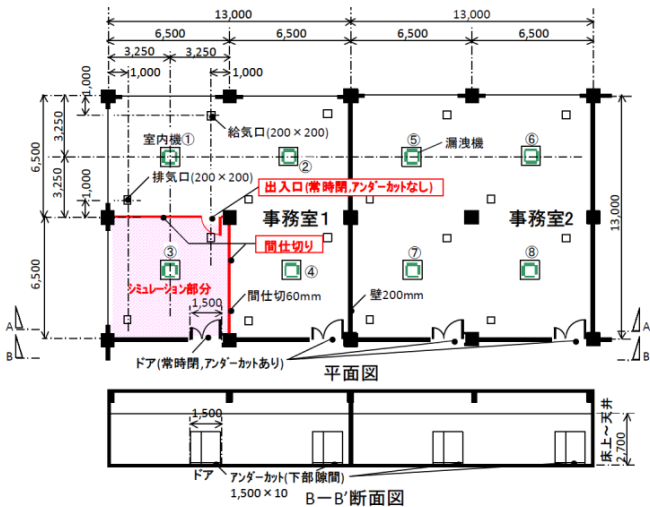 13,000
13,000
6,500
6,500
6,500
6,500
3,250
3,250
1,000
1,000
1,000
給気口(200×200)
⑤
漏洩機
⑥
室内機①
②
3,250
6,500
3,250
1,000
排気口(200×200)
出入口(常時閉,アンダーカットなし)
事務室1
事務室2
13,000
間仕切り
③
シミュレーション部分
④
⑦
⑧
6,500
1,500
間仕切60mm
壁200mm
A
A
B
B
ドア(常時閉,アンダーカットあり)
平面図
1,500
床上~天井
2,700
ドア
アンダーカット(下部隙間)
1,500×10
B-B'断面図